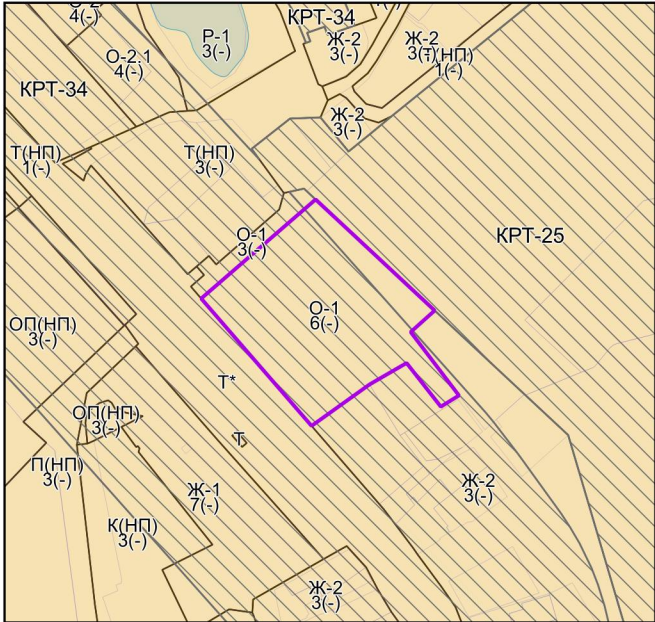 4(-)
КРТ-34
Р-1
3(-)
Ж-2
3(-)
Ж-2
3(-)
Т(НП)
1(-)
О-2.1
4(-)
КРТ-34
Ж-2
3(-)
Т(НП)
1(-)
Т(НП)
3(-)
О-1
3(-)
КРТ-25
О-1
6(-)
ОП(НП)
3(-)
Т*
ОП(НП)
3(-)
Т
П(НП)
3(-)
Ж-1
7(-)
Ж-2
3(-)
К(НП)
3(-)
Ж-2
3(-)